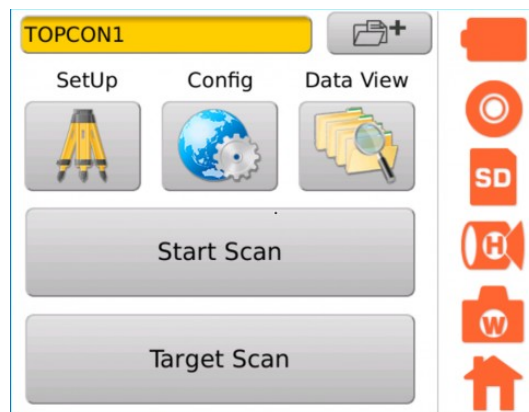 TOPCON1
SetUp Config Data View
SD
H
Start Scan
W
Target Scan